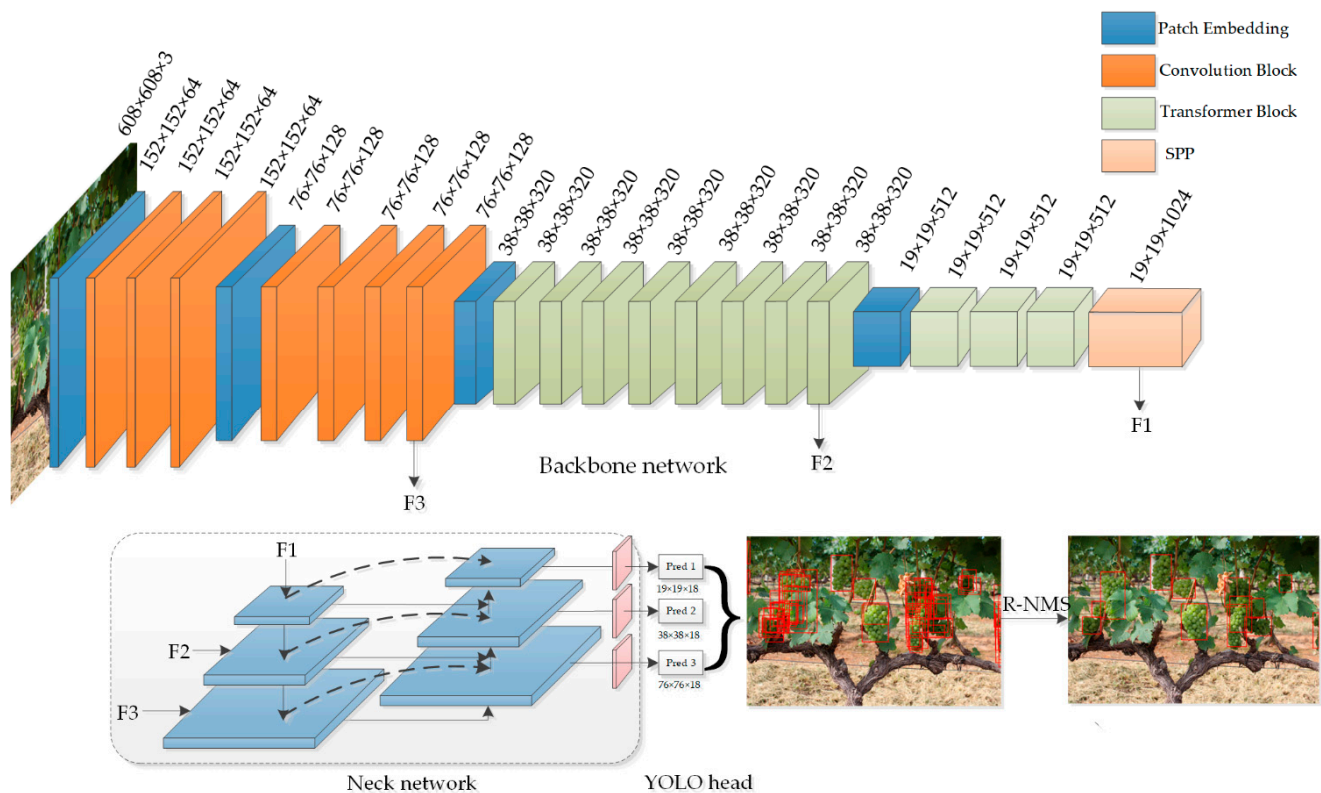 Patch Embedding
Convolution Block
Transformer Block
SPP
608×608×3
152×152×64
152×152×64
152×152×64
152×152×64
76×76×128
76×76×128
76×76×128
76×76×128
76×76×128
38×38×320
38×38×320
38×38×320
38×38×320
38×38×320
38×38×320
38×38×320
38×38×320
38×38×320
19×19×512
19×19×512
19×19×512
19×19×512
19×19×1024
F1
F2
F3
Backbone network
F1
F2
F3
Pred 1
19×19×18
Pred 2
38×38×18
Pred 3
76×76×18
R-NMS
Neck network
YOLO head